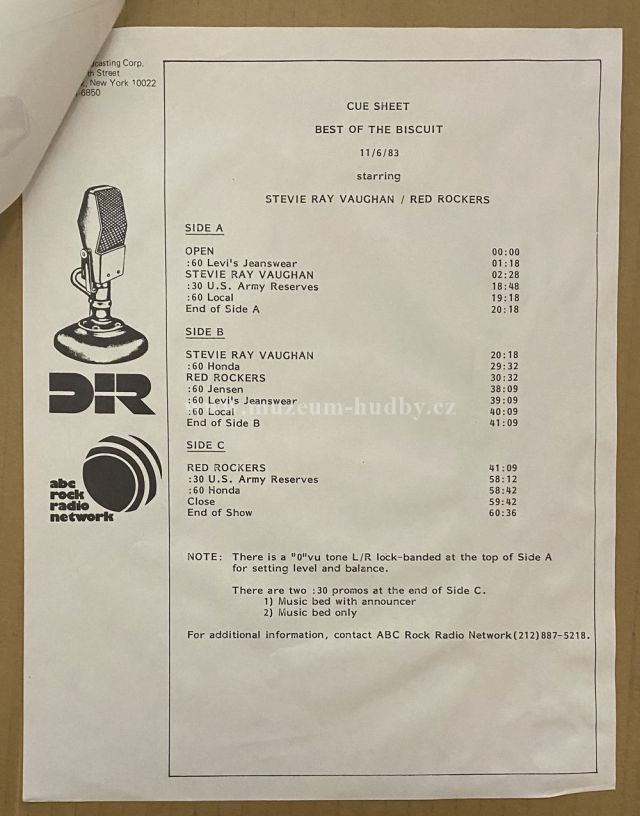 Corp,
Street
New York 10022
6850
CUE SHEET
BEST OF THE BISCUIT
11/6/83
starring
STEVIE RAY VAUGHAN / RED ROCKERS
SIDE A
OPEN 00:00
:60 Levi's Jeanswear 01:18
STEVIE RAY VAUGHAN 02:28
:30 U.S. Army Reserves 18:48
:60 Local 19:18
End of Side A 20:18
SIDE B
STEVIE RAY VAUGHAN 20:18
:60 Honda 29:32
RED ROCKERS 30:32
:60 Jensen 38:09
:60 Levi's Jeanswear 39:09
:60 Local 40:09
End of Side B 41:09
muzeum-hudby.cz
SIDE C
RED ROCKERS 41:09
:30 U.S. Army Reserves 58:12
:60 Honda 58:42
Close 59:42
End of Show 60:36
DIR
abc
rock
radio
network
NOTE: There is a "0"vu tone L/R lock-banded at the top of Side A
for setting level and balance.
There are two :30 promos at the end of Side C.
1) Music bed with announcer
2) Music bed only
For additional information, contact ABC Rock Radio Network(212)887-5218.